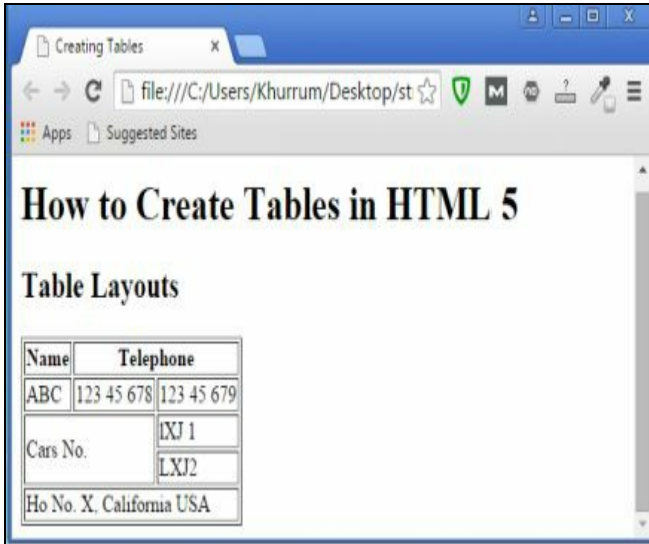 Creating Tables
file:///C:/Users/Khurrum/Desktop/st
Apps Suggested Sites
How to Create Tables in HTML 5
Table Layouts
Name Telephone
ABC 123 45 678 123 45 679
Cars No. lXJ 1
LXJ2
Ho No. X, California USA